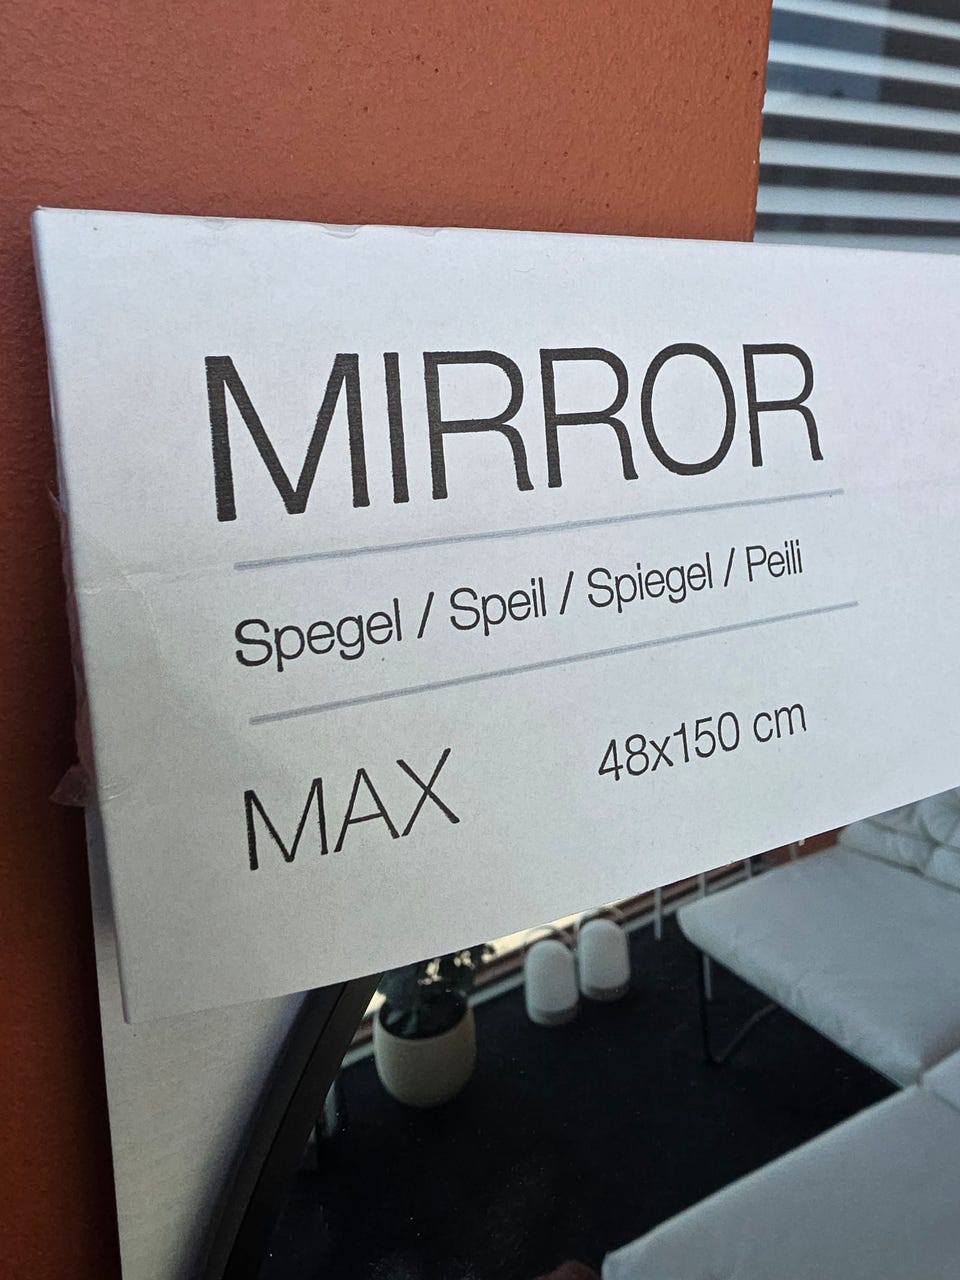 MIRROR
Spegel / Speil / Spiegel / Peili
MAX 48x150 cm